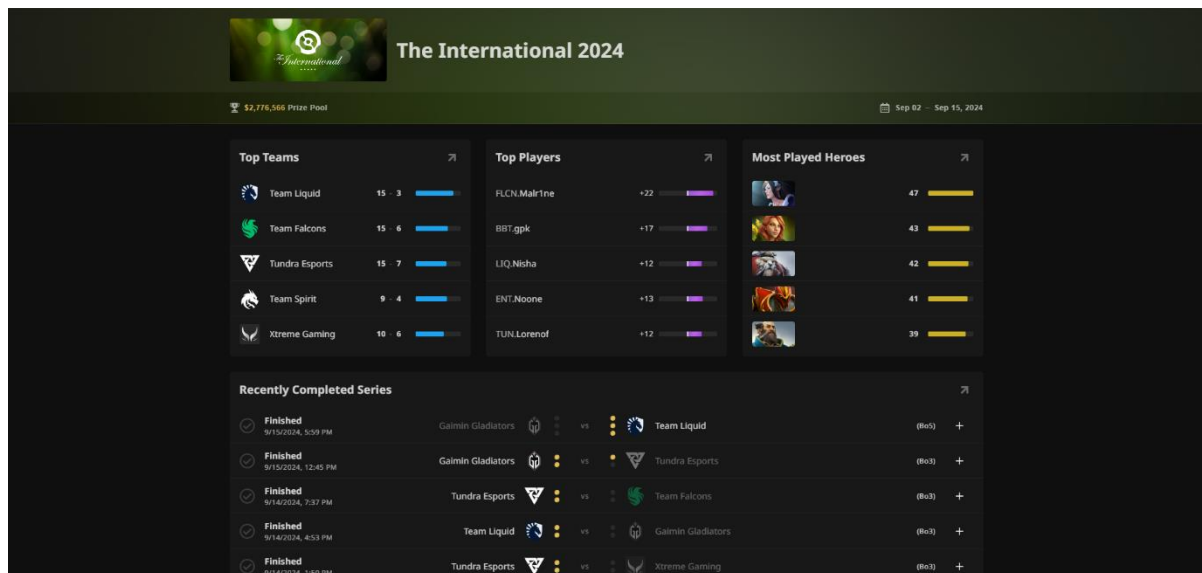 The International
The International 2024
$2,776,566 Prize Pool
Sep 02 – Sep 15, 2024
Top Teams
Team Liquid 15 - 3
Team Falcons 15 - 6
Tundra Esports 15 - 7
Team Spirit 9 - 4
Xtreme Gaming 10 - 6
Top Players
FLCN.Malr1ne +22
BBT.gpk +17
LIQ.Nisha +12
ENT.Noone +13
TUN.Lorenof +12
Most Played Heroes
47
43
42
41
39
Recently Completed Series
Finished
9/15/2024, 5:59 PM
Gaimin Gladiators vs Team Liquid (Bo5) +
Finished
9/15/2024, 12:45 PM
Gaimin Gladiators vs Tundra Esports (Bo3) +
Finished
9/14/2024, 7:37 PM
Tundra Esports vs Team Falcons (Bo3) +
Finished
9/14/2024, 4:53 PM
Team Liquid vs Gaimin Gladiators (Bo3) +
Finished
Tundra Esports vs Xtreme Gaming (Bo3) +